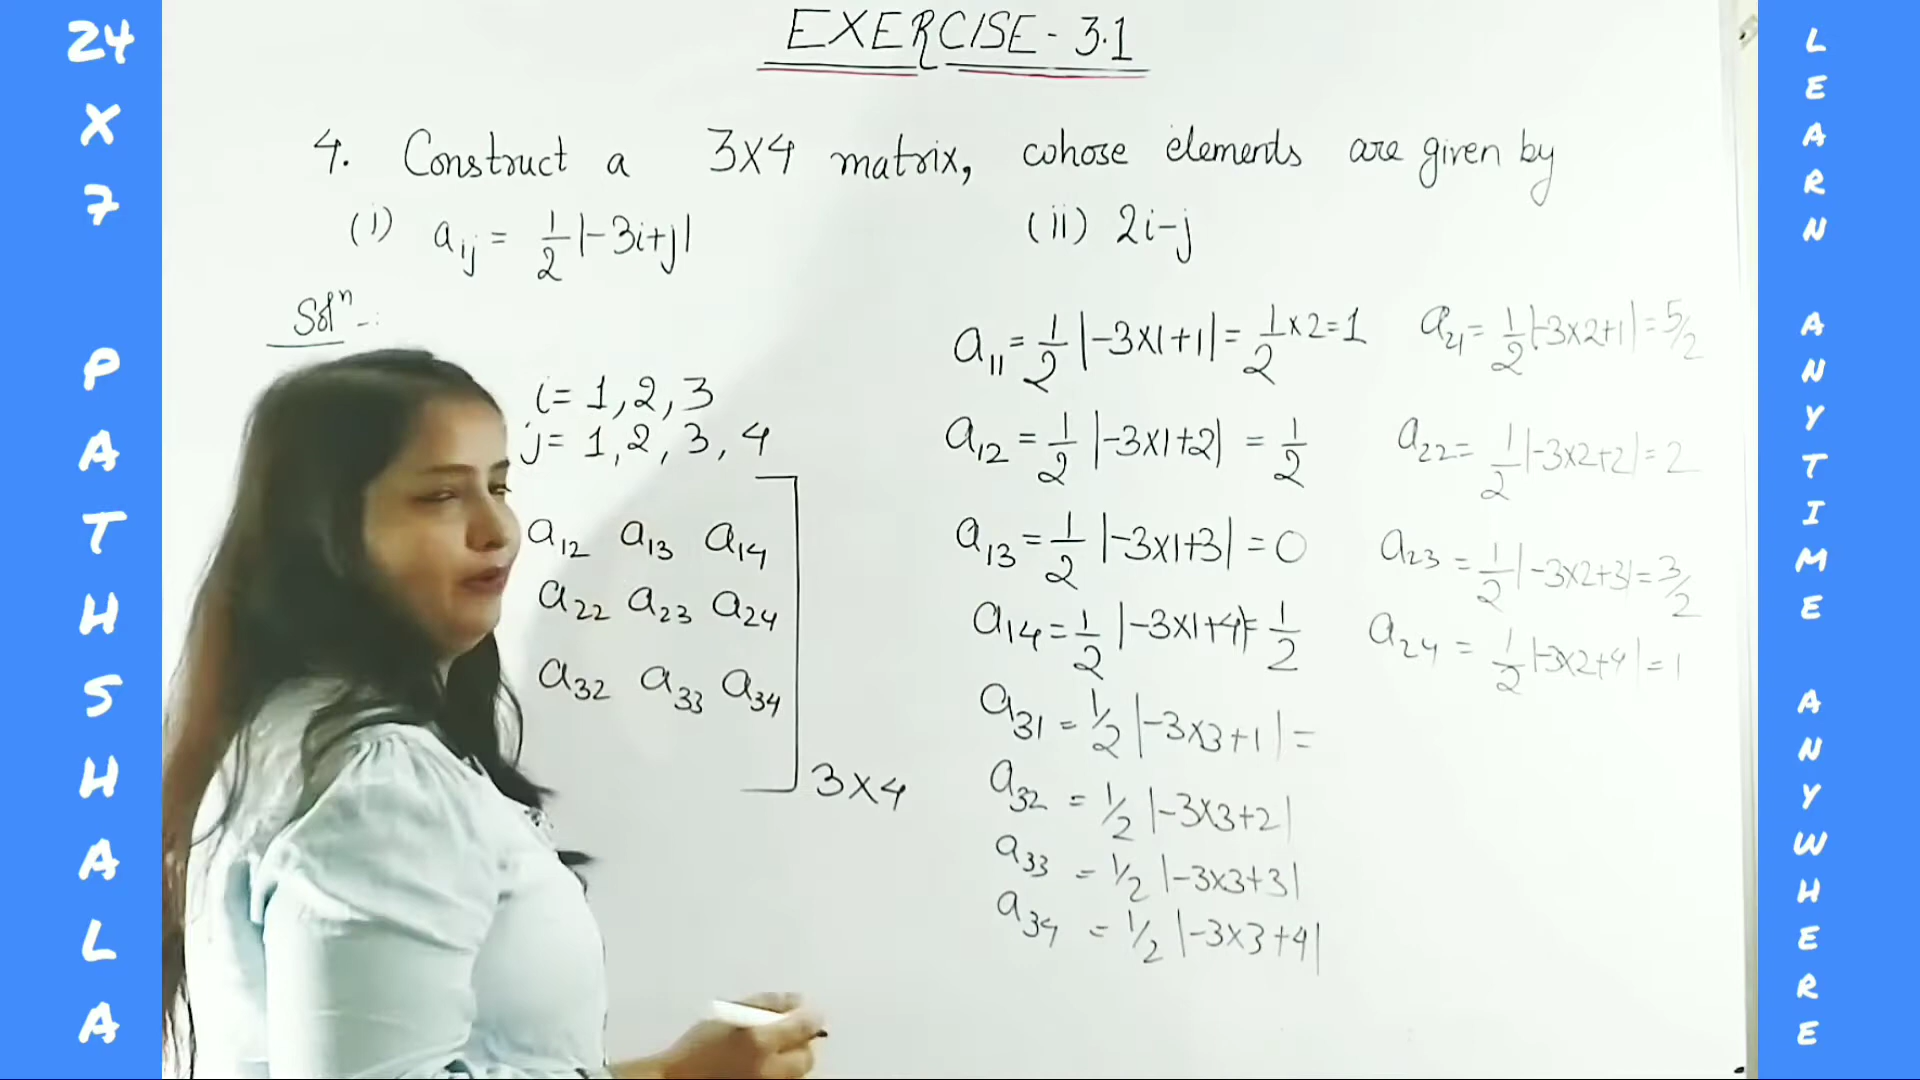 24 X 7 PATHSHALA
EXERCISE - 3.1
4. Construct a 3X4 matrix, whose elements are given by
(i) aij = 1/2 |-3i+j|
(ii) 2i-j
Solⁿ -:
i= 1, 2, 3
j= 1, 2, 3, 4
a12 a13 a14
a22 a23 a24
a32 a33 a34
3X4
a11 = 1/2 |-3X1+1| = 1/2 X 2 = 1
a12 = 1/2 |-3X1+2| = 1/2
a13 = 1/2 |-3X1+3| = 0
a14 = 1/2 |-3X1+4| = 1/2
a31 = 1/2 |-3X3+1| =
a32 = 1/2 |-3X3+2|
a33 = 1/2 |-3X3+3|
a34 = 1/2 |-3X3+4|
a21 = 1/2 |-3X2+1| = 5/2
a22 = 1/2 |-3X2+2| = 2
a23 = 1/2 |-3X2+3| = 3/2
a24 = 1/2 |-3X2+4| = 1
LEARN ANYTIME ANYWHERE